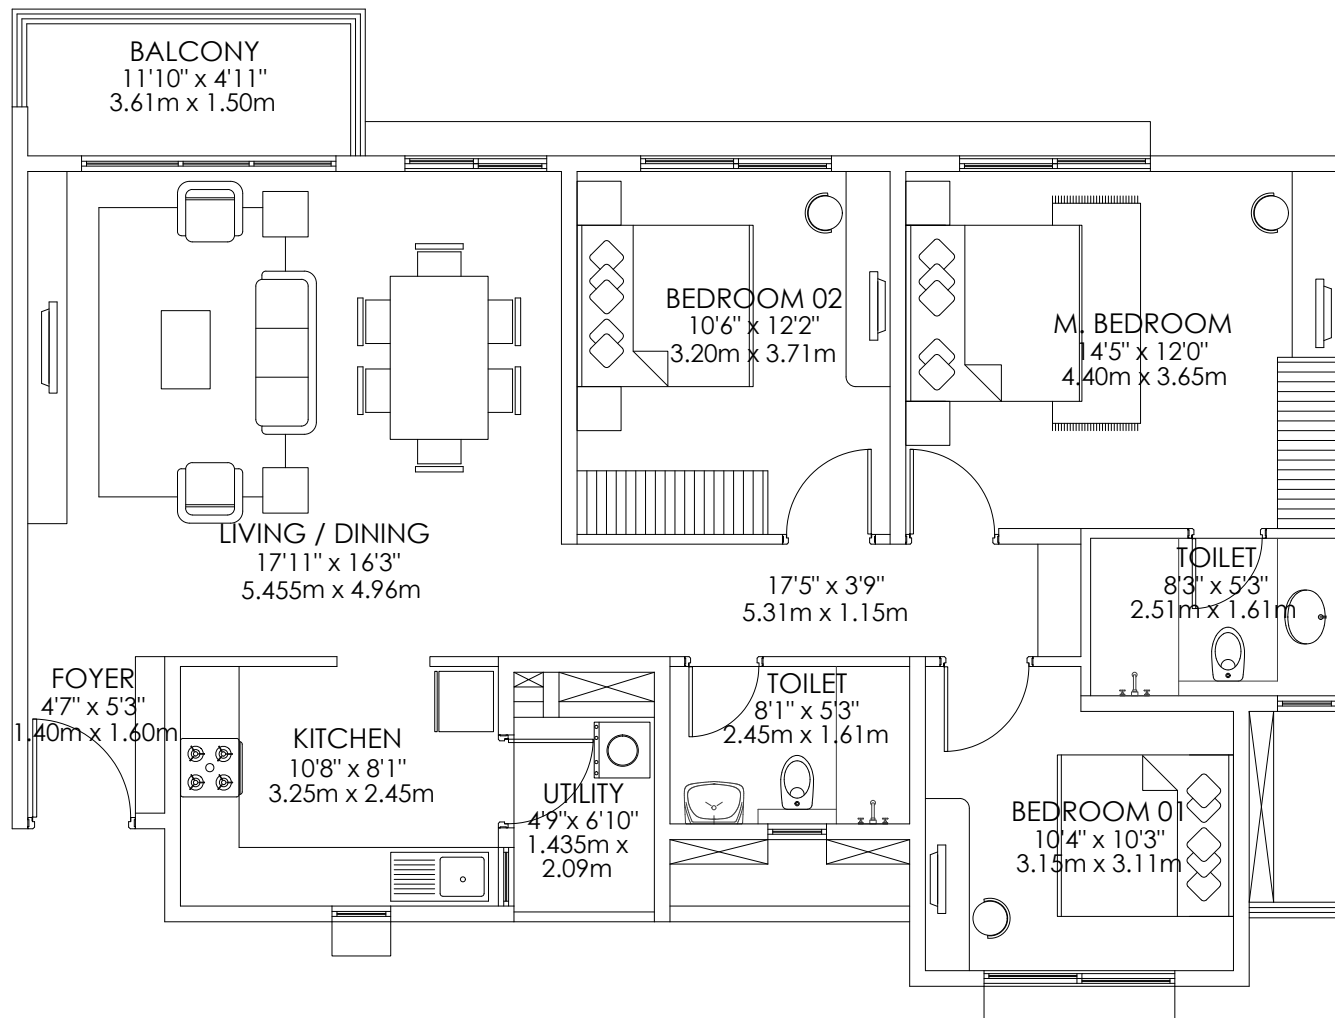 BALCONY
11'10" x 4'11"
3.61m x 1.50m
BEDROOM 02
10'6" x 12'2"
3.20m x 3.71m
M. BEDROOM
14'5" x 12'0"
4.40m x 3.65m
LIVING / DINING
17'11" x 16'3"
5.455m x 4.96m
17'5" x 3'9"
5.31m x 1.15m
TOILET
8'3" x 5'3"
2.51m x 1.61m
FOYER
4'7" x 5'3"
1.40m x 1.60m
KITCHEN
10'8" x 8'1"
3.25m x 2.45m
TOILET
8'1" x 5'3"
2.45m x 1.61m
UTILITY
4'9"x 6'10"
1.435m x
2.09m
BEDROOM 01
10'4" x 10'3"
3.15m x 3.11m